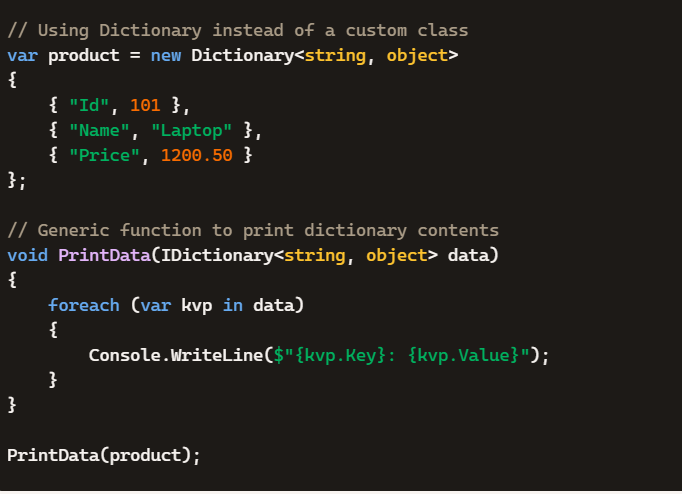 // Using Dictionary instead of a custom class
var product = new Dictionary<string, object>
{
    { "Id", 101 },
    { "Name", "Laptop" },
    { "Price", 1200.50 }
};

// Generic function to print dictionary contents
void PrintData(IDictionary<string, object> data)
{
    foreach (var kvp in data)
    {
        Console.WriteLine($"{kvp.Key}: {kvp.Value}");
    }
}

PrintData(product);